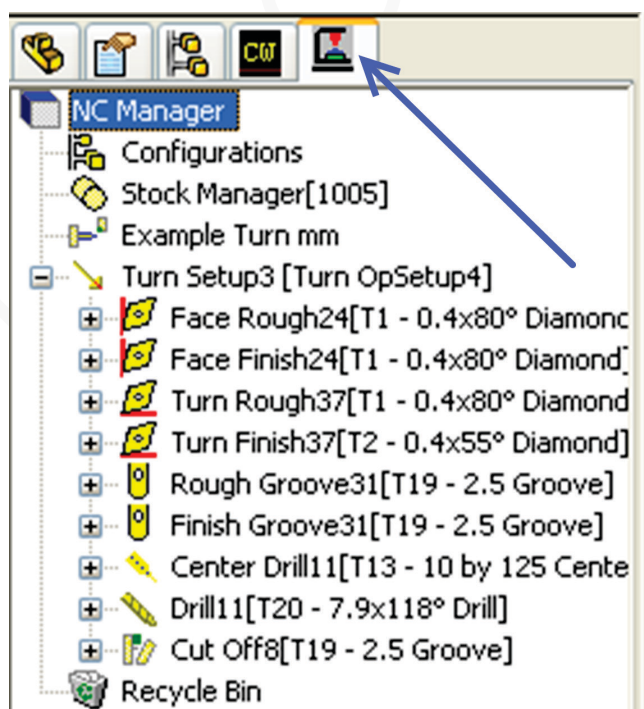 CW
NC Manager
Configurations
Stock Manager[1005]
Example Turn mm
Turn Setup3 [Turn OpSetup4]
Face Rough24[T1 - 0.4x80° Diamonc
Face Finish24[T1 - 0.4x80° Diamond]
Turn Rough37[T1 - 0.4x80° Diamond
Turn Finish37[T2 - 0.4x55° Diamond]
Rough Groove31[T19 - 2.5 Groove]
Finish Groove31[T19 - 2.5 Groove]
Center Drill11[T13 - 10 by 125 Cente
Drill11[T20 - 7.9x118° Drill]
Cut Off8[T19 - 2.5 Groove]
Recycle Bin